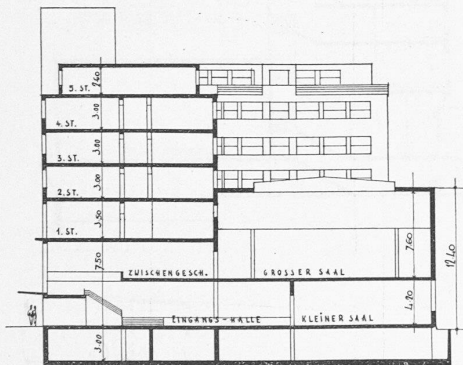 5. ST.
2.60
4. ST.
3.00
3. ST.
3.00
2. ST.
3.00
1. ST.
3.50
7.50
ZWISCHENGESCH.
GROSSER SAAL
7.60
12.40
EINGANGS-HALLE
KLEINER SAAL
4.20
3.00